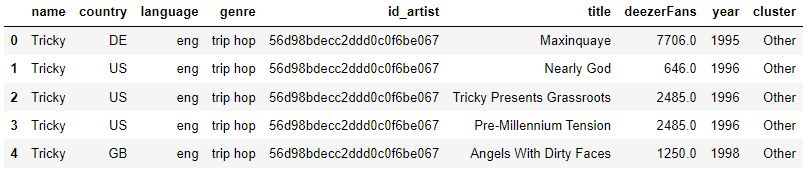 name country language genre id_artist title deezerFans year cluster
0 Tricky DE eng trip hop 56d98bdecc2ddd0c0f6be067 Maxinquaye 7706.0 1995 Other
1 Tricky US eng trip hop 56d98bdecc2ddd0c0f6be067 Nearly God 646.0 1996 Other
2 Tricky US eng trip hop 56d98bdecc2ddd0c0f6be067 Tricky Presents Grassroots 2485.0 1996 Other
3 Tricky US eng trip hop 56d98bdecc2ddd0c0f6be067 Pre-Millennium Tension 2485.0 1996 Other
4 Tricky GB eng trip hop 56d98bdecc2ddd0c0f6be067 Angels With Dirty Faces 1250.0 1998 Other